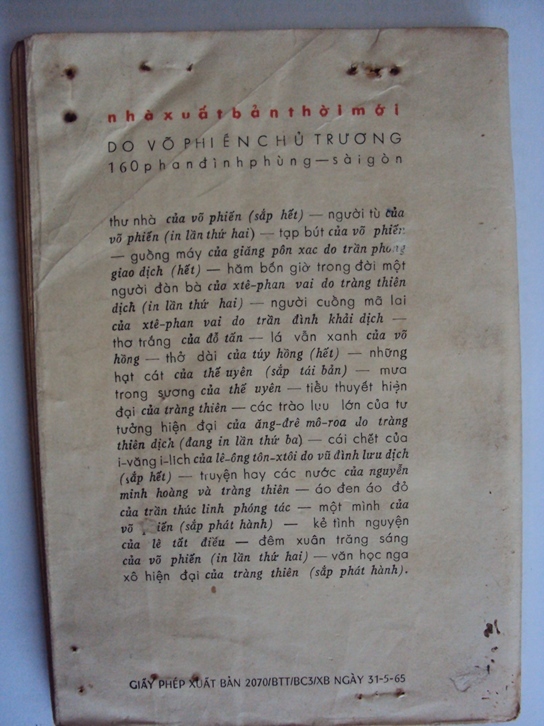 nhàxuấtbảnthờimới
DO VÕ PHIẾN CHỦ TRƯƠNG
160 phanđìnhphùng — sàigòn
thư nhà của võ phiến (sắp hết) — người tù của
võ phiến (in lần thứ hai) — tạp bút của võ phiến
— guồng máy của giăng pôn xac do trần phong
giao dịch (hết) — hăm bốn giờ trong đời một
người đàn bà của xtê-phan vai do tràng thiên
dịch (in lần thứ hai) — người cuồng mã lai
của xtê-phan vai do trần đình khải dịch —
thơ trắng của đỗ tấn — lá vẫn xanh của võ
hồng — thở dài của túy hồng (hết) — những
hạt cát của thế uyên (sắp tái bản) — mưa
trong sương của thế uyên — tiểu thuyết hiện
đại của tràng thiên — các trào lưu lớn của tư
tưởng hiện đại của ăng-đrê mô-roa do tràng
thiên dịch (đang in lần thứ ba) — cái chết của
i-văng i-lích của lê-ông tôn-xtôi do vũ đình lưu dịch
(sắp hết) — truyện hay các nước của nguyễn
minh hoàng và tràng thiên — áo đen áo đỏ
của trần thúc linh phóng tác — một mình của
võ iến (sắp phát hành) — kẻ tình nguyện
của lê tất điều — đêm xuân trăng sáng
của võ phiến (in lần thứ hai) — văn học nga
xô hiện đại của tràng thiên (sắp phát hành).
GIẤY PHÉP XUẤT BẢN 2070/BTT/BC3/XB NGÀY 31-5-65